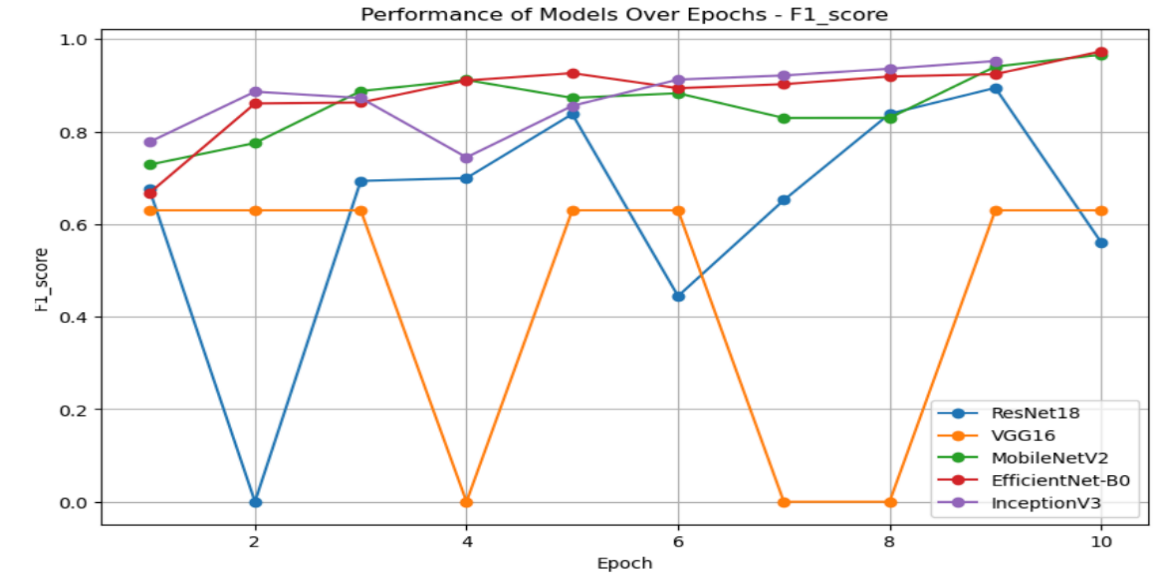 Performance of Models Over Epochs - F1_score
1.0
0.8
0.6
0.4
0.2
0.0
F1_score
2
4
6
8
10
Epoch
ResNet18
VGG16
MobileNetV2
EfficientNet-B0
InceptionV3